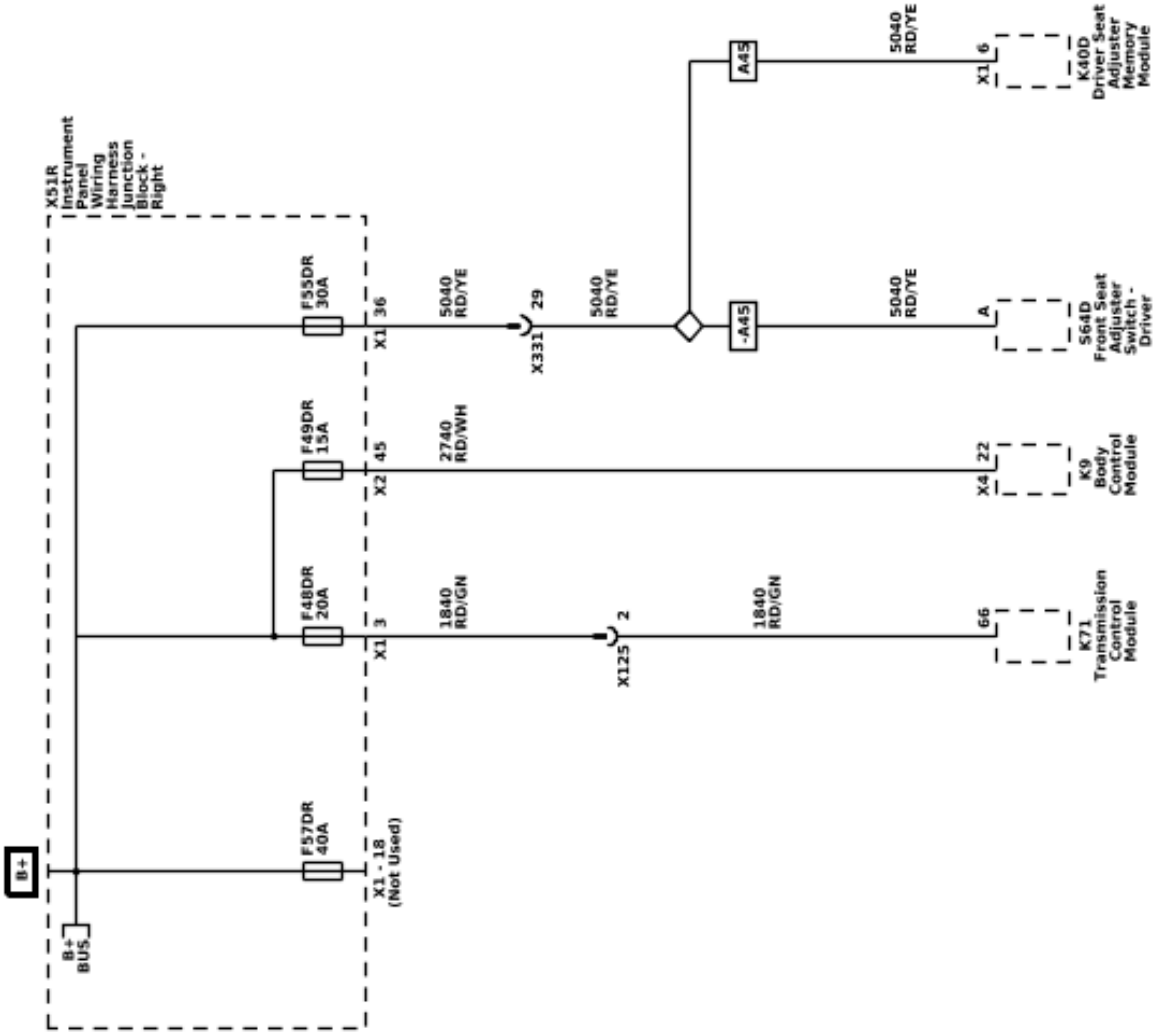 B+
B+
BUS
X51R
Instrument
Panel
Wiring
Harness
Junction
Block -
Right
F57DR
40A
F48DR
20A
F49DR
15A
F55DR
30A
X1 - 18
(Not Used)
X1 3
X2 45
X1 36
1840
RD/GN
2740
RD/WH
5040
RD/YE
X125 2
X331 29
5040
RD/YE
-A45
A45
1840
RD/GN
5040
RD/YE
5040
RD/YE
66
X4 22
A
X1 6
K71
Transmission
Control
Module
K9
Body
Control
Module
S64D
Front Seat
Adjuster
Switch -
Driver
K40D
Driver Seat
Adjuster
Memory
Module